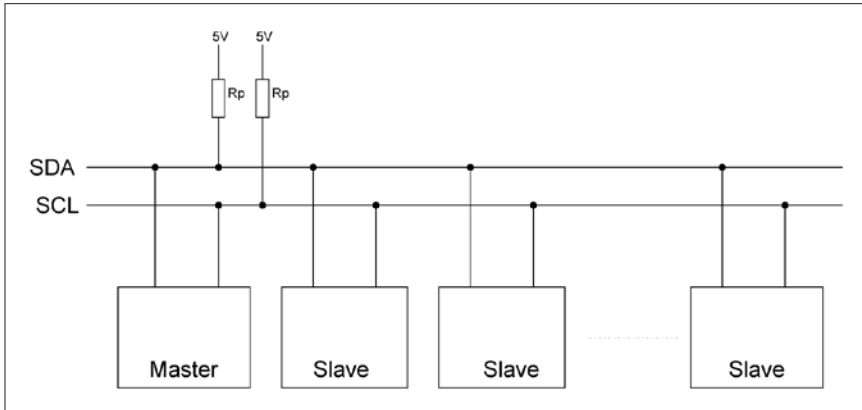 5V 5V
Rp Rp
SDA
SCL
Master Slave Slave Slave